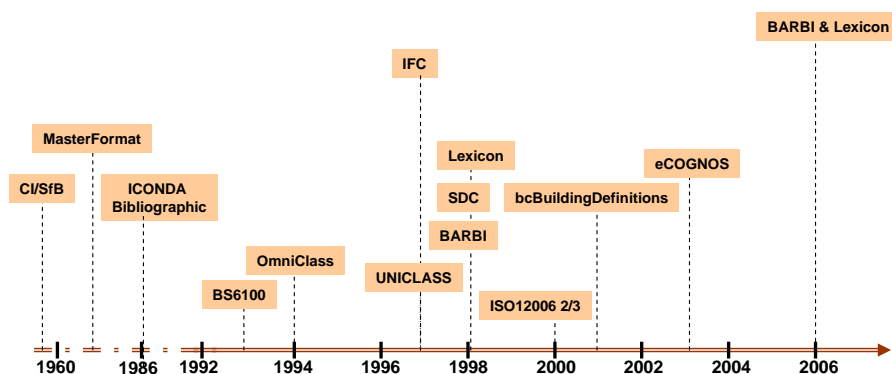 BARBI & Lexicon
IFC
MasterFormat
Lexicon
eCOGNOS
CI/SfB
ICONDA
Bibliographic
SDC
bcBuildingDefinitions
BARBI
OmniClass
UNICLASS
BS6100
ISO12006 2/3
1960
1986
1992
1994
1996
1998
2000
2002
2004
2006